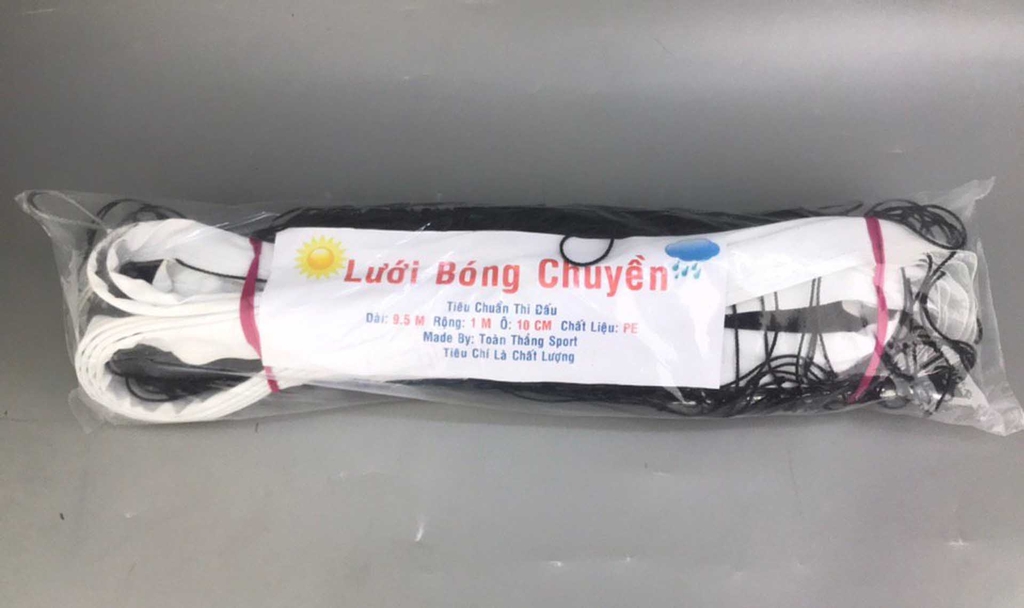 Lưới Bóng Chuyền
Tiêu Chuẩn Thi Đấu
Dài: 9.5 M Rộng: 1 M Ô: 10 CM Chất Liệu: PE
Made By: Toàn Thắng Sport
Tiêu Chí Là Chất Lượng